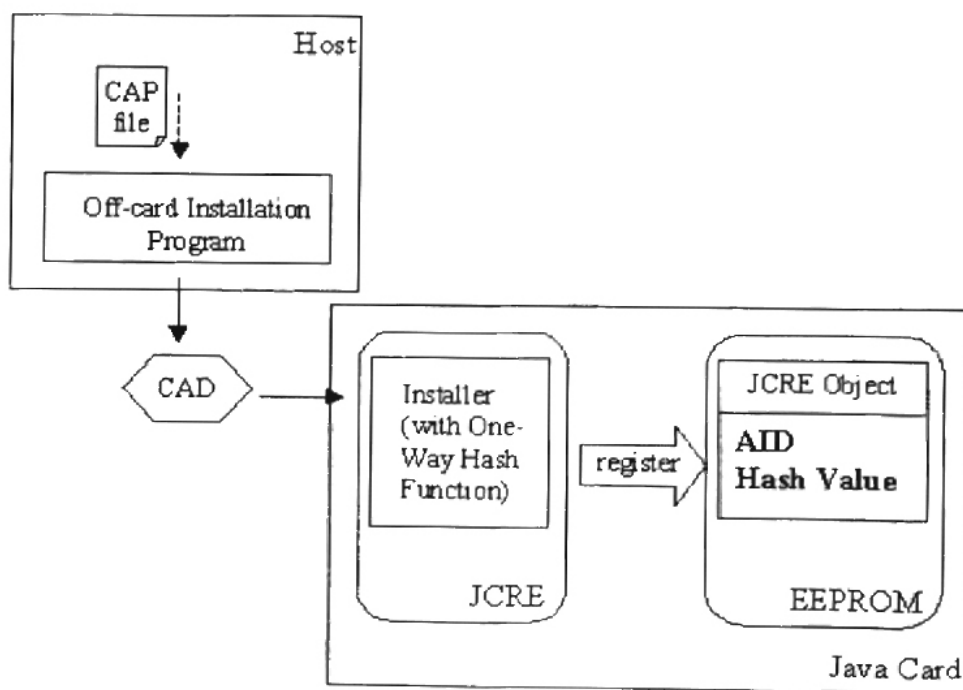 Host
CAP
file
Off-card Installation
Program
CAD
Installer
(with One-
Way Hash
Function)
JCRE
register
JCRE Object
AID
Hash Value
EEPROM
Java Card